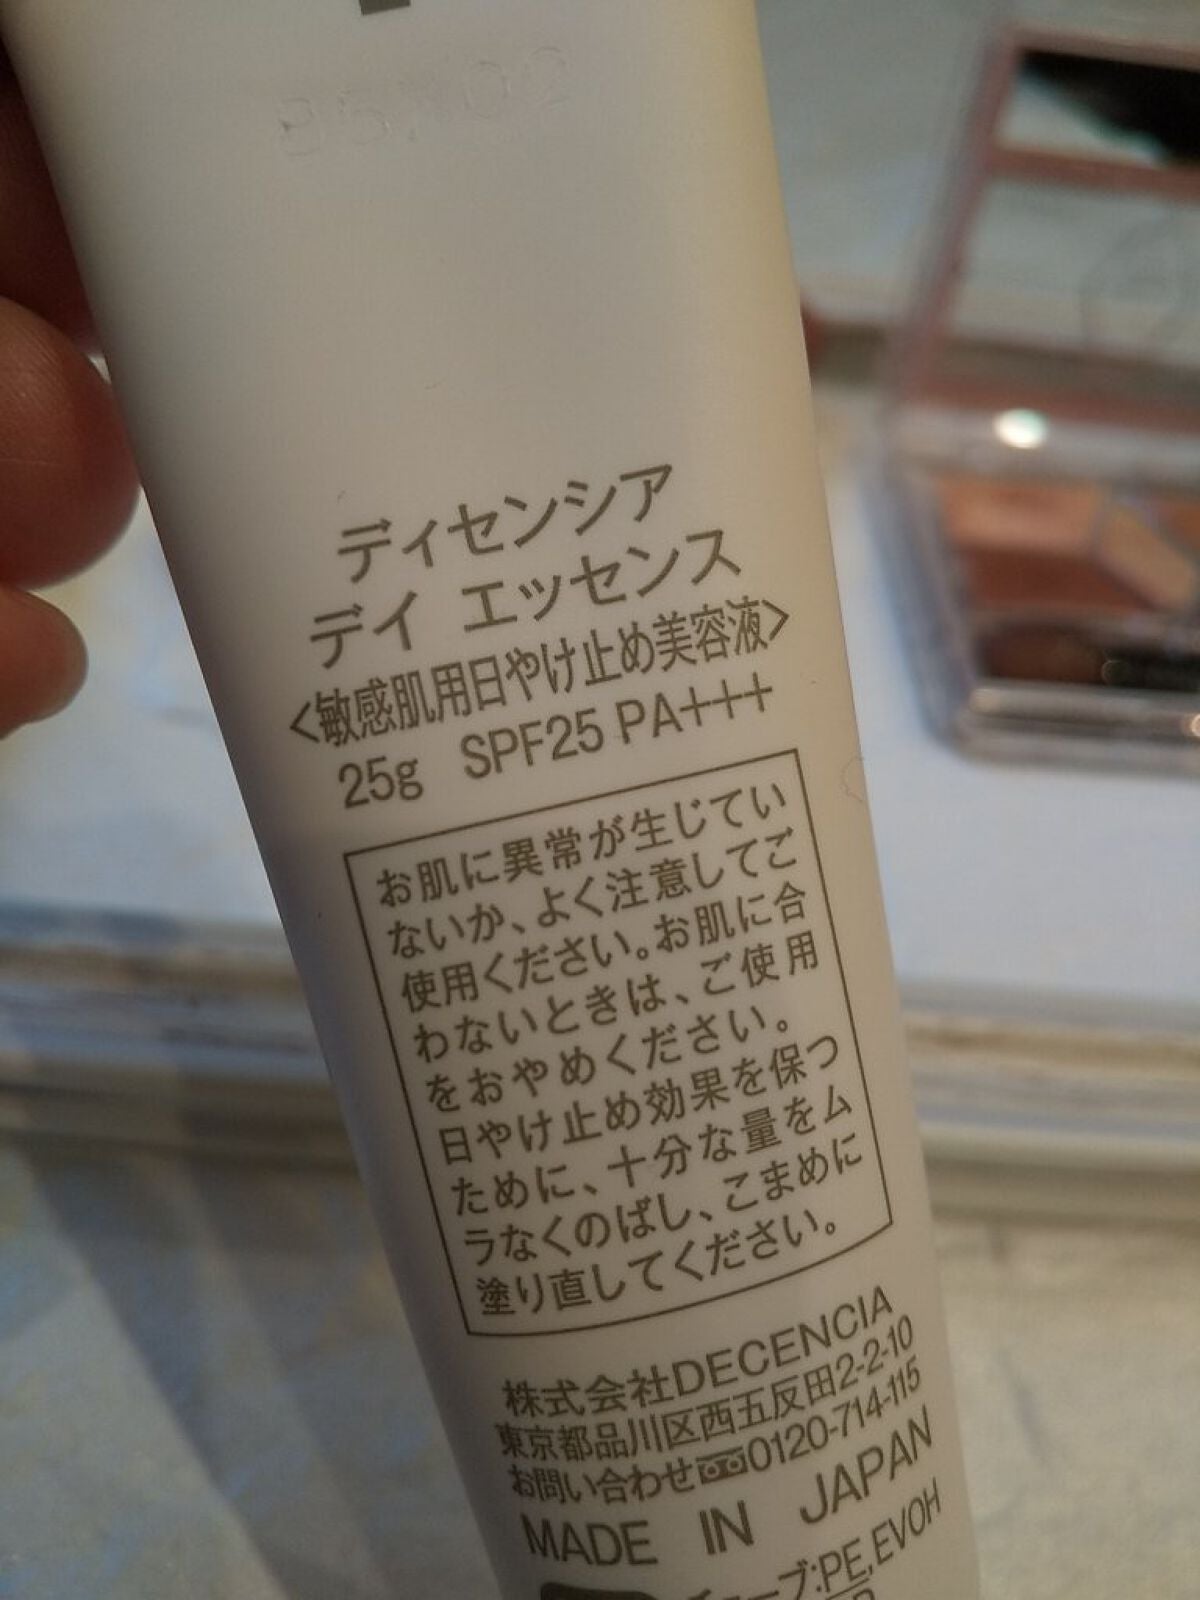 ディセンシア
デイ エッセンス
<敏感肌用日やけ止め美容液>
25g SPF25 PA+++
お肌に異常が生じてい
ないか、よく注意してご
使用ください。お肌に合
わないときは、ご使用
をおやめください。
日やけ止め効果を保つ
ために、十分な量をム
ラなくのばし、こまめに
塗り直してください。
株式会社DECENCIA
東京都品川区西五反田2-2-10
お問い合わせ 0120-714-115
MADE IN JAPAN
チューブ:PE,EVOH